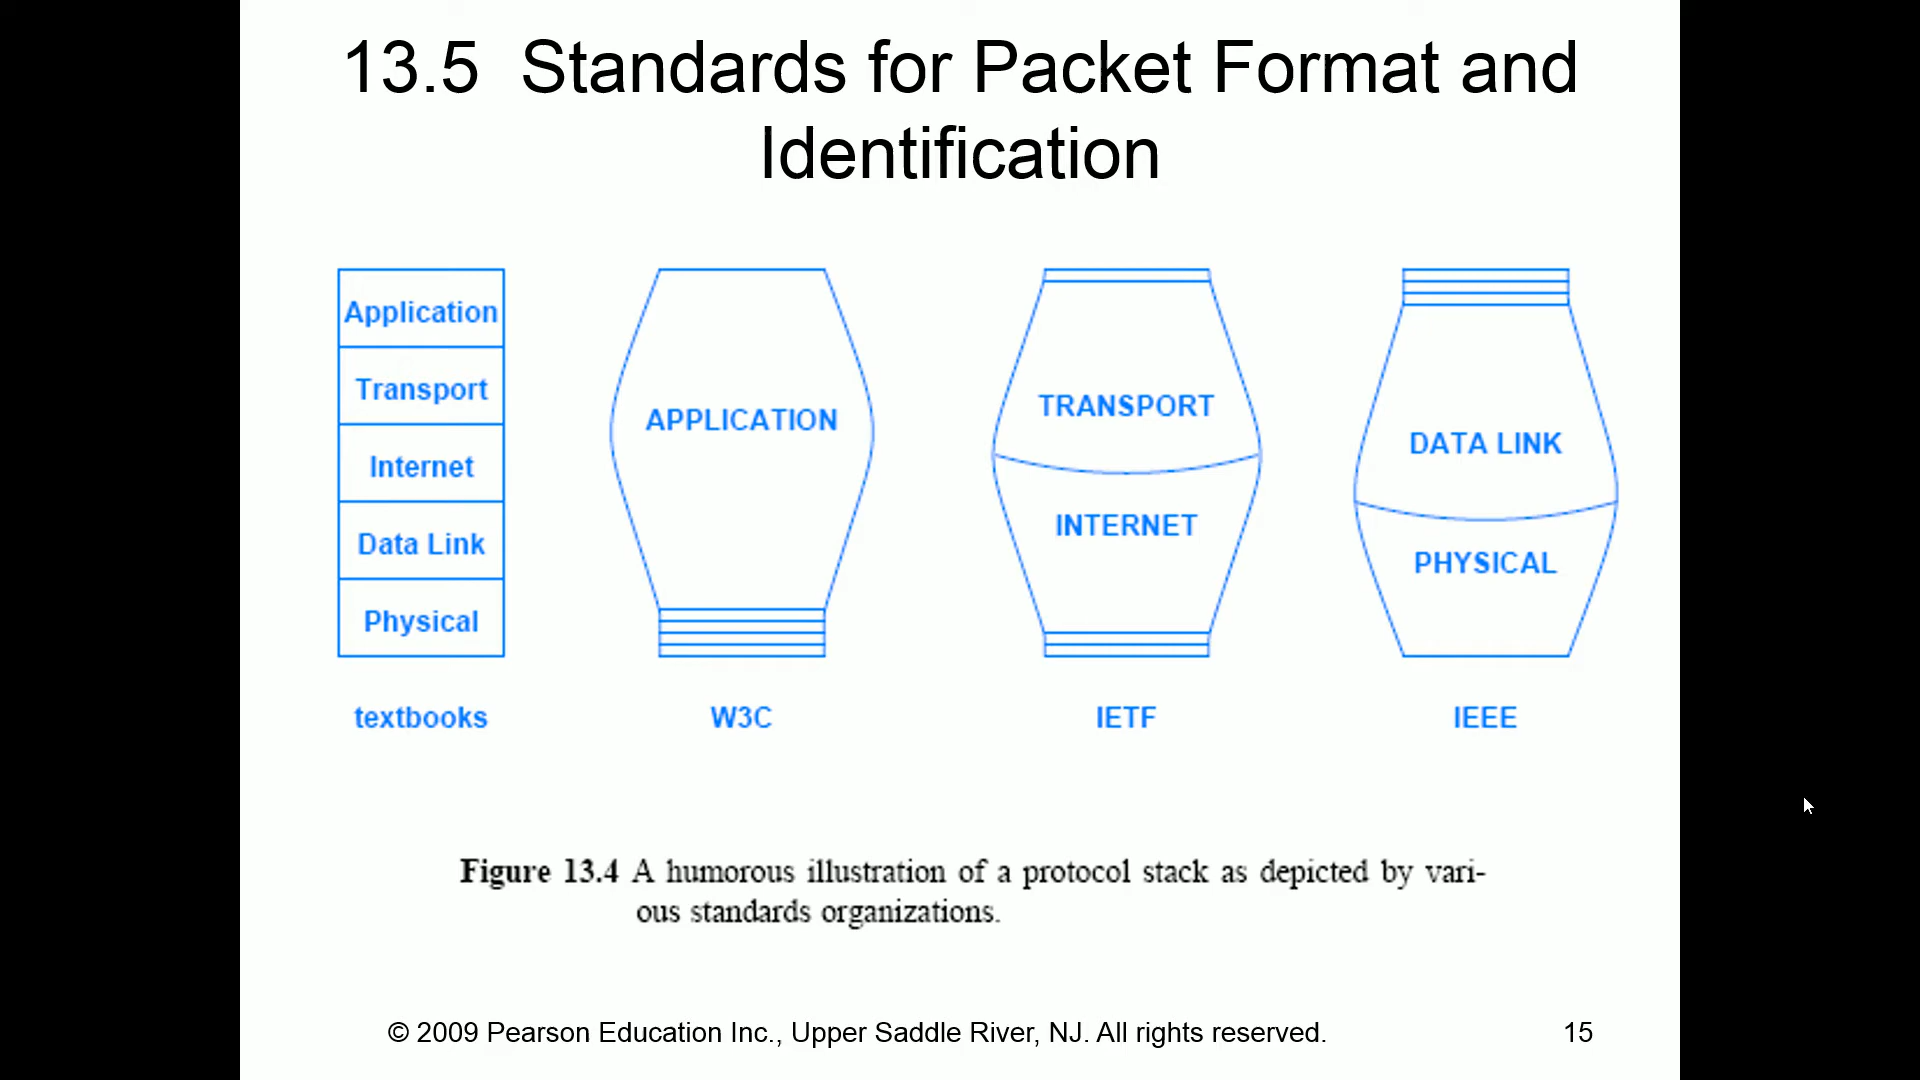 13.5 Standards for Packet Format and
Identification
Application
Transport
Internet
Data Link
Physical
textbooks
APPLICATION
W3C
TRANSPORT
INTERNET
IETF
DATA LINK
PHYSICAL
IEEE
Figure 13.4 A humorous illustration of a protocol stack as depicted by vari-
ous standards organizations.
© 2009 Pearson Education Inc., Upper Saddle River, NJ. All rights reserved.
15